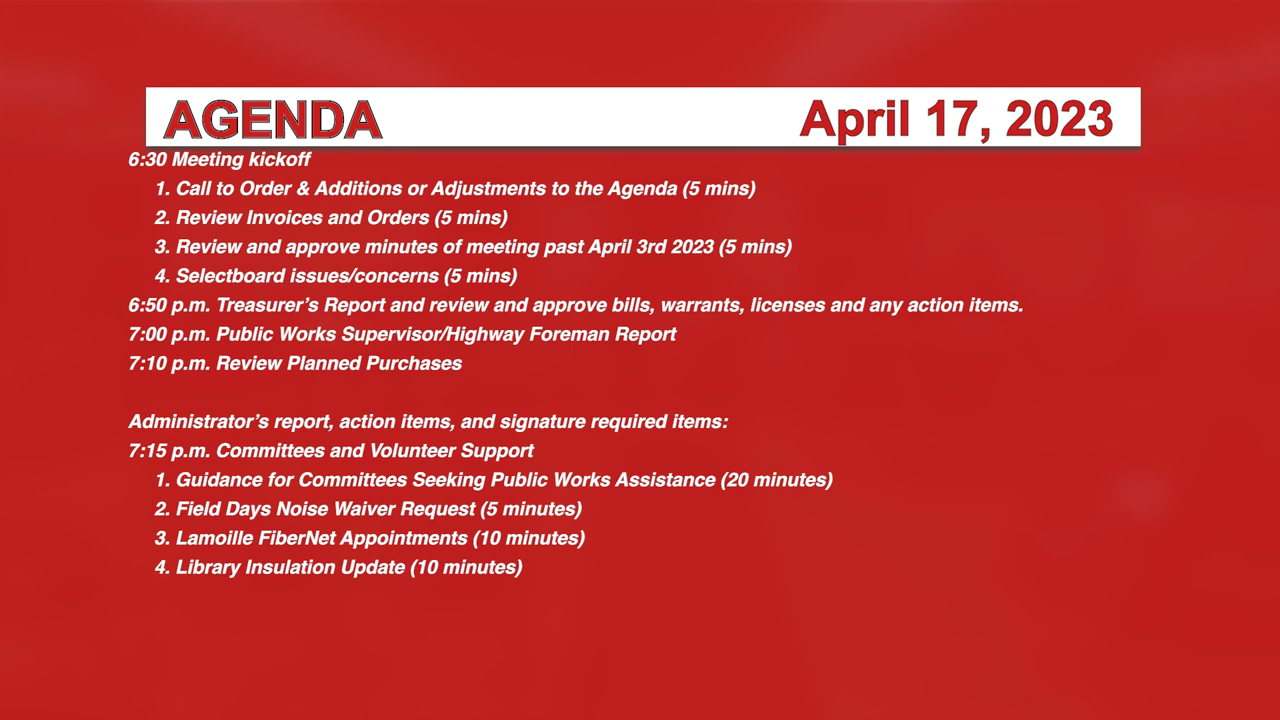 AGENDA April 17, 2023
6:30 Meeting kickoff
1. Call to Order & Additions or Adjustments to the Agenda (5 mins)
2. Review Invoices and Orders (5 mins)
3. Review and approve minutes of meeting past April 3rd 2023 (5 mins)
4. Selectboard issues/concerns (5 mins)
6:50 p.m. Treasurer’s Report and review and approve bills, warrants, licenses and any action items.
7:00 p.m. Public Works Supervisor/Highway Foreman Report
7:10 p.m. Review Planned Purchases
Administrator’s report, action items, and signature required items:
7:15 p.m. Committees and Volunteer Support
1. Guidance for Committees Seeking Public Works Assistance (20 minutes)
2. Field Days Noise Waiver Request (5 minutes)
3. Lamoille FiberNet Appointments (10 minutes)
4. Library Insulation Update (10 minutes)